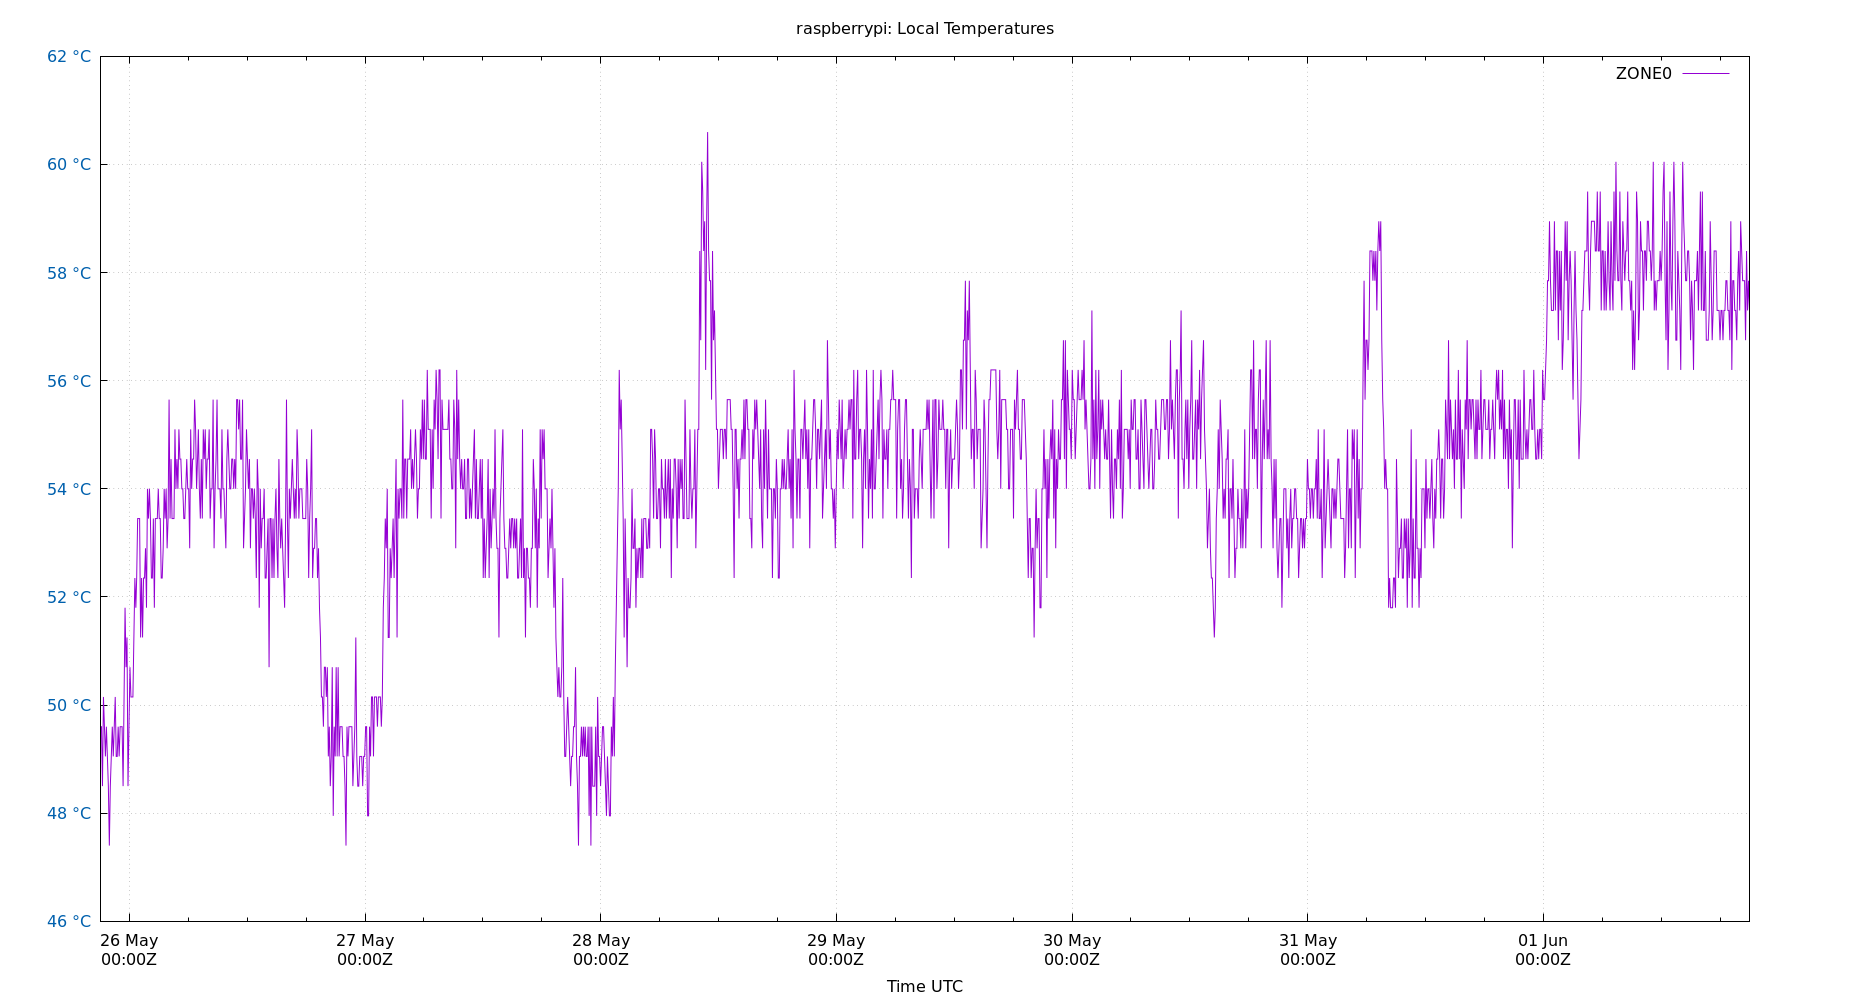 raspberrypi: Local Temperatures
ZONE0
62 °C
60 °C
58 °C
56 °C
54 °C
52 °C
50 °C
48 °C
46 °C
26 May 27 May 28 May 29 May 30 May 31 May 01 Jun
00:00Z 00:00Z 00:00Z 00:00Z 00:00Z 00:00Z 00:00Z
Time UTC